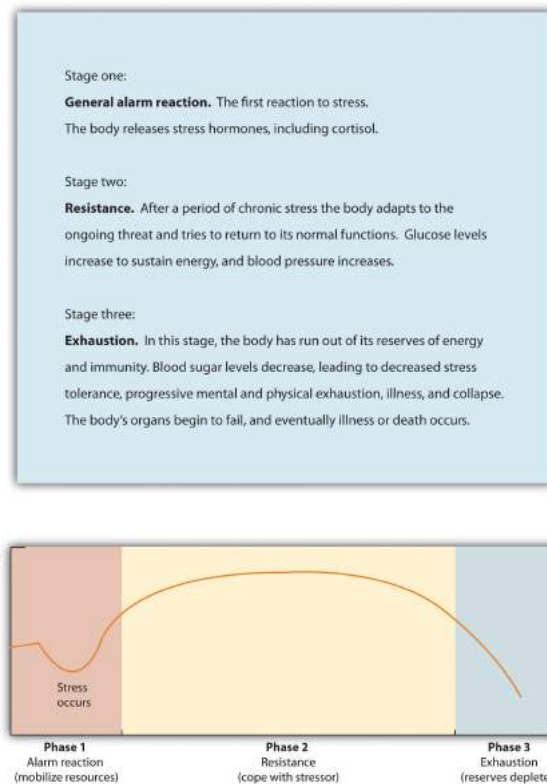 Stage one:
General alarm reaction. The first reaction to stress.
The body releases stress hormones, including cortisol.
Stage two:
Resistance. After a period of chronic stress the body adapts to the
ongoing threat and tries to return to its normal functions. Glucose levels
increase to sustain energy, and blood pressure increases.
Stage three:
Exhaustion. In this stage, the body has run out of its reserves of energy
and immunity. Blood sugar levels decrease, leading to decreased stress
tolerance, progressive mental and physical exhaustion, illness, and collapse.
The body's organs begin to fail, and eventually illness or death occurs.
Stress
occurs
Phase 1
Alarm reaction
(mobilize resources)
Phase 2
Resistance
(cope with stressor)
Phase 3
Exhaustion
(reserves deplete